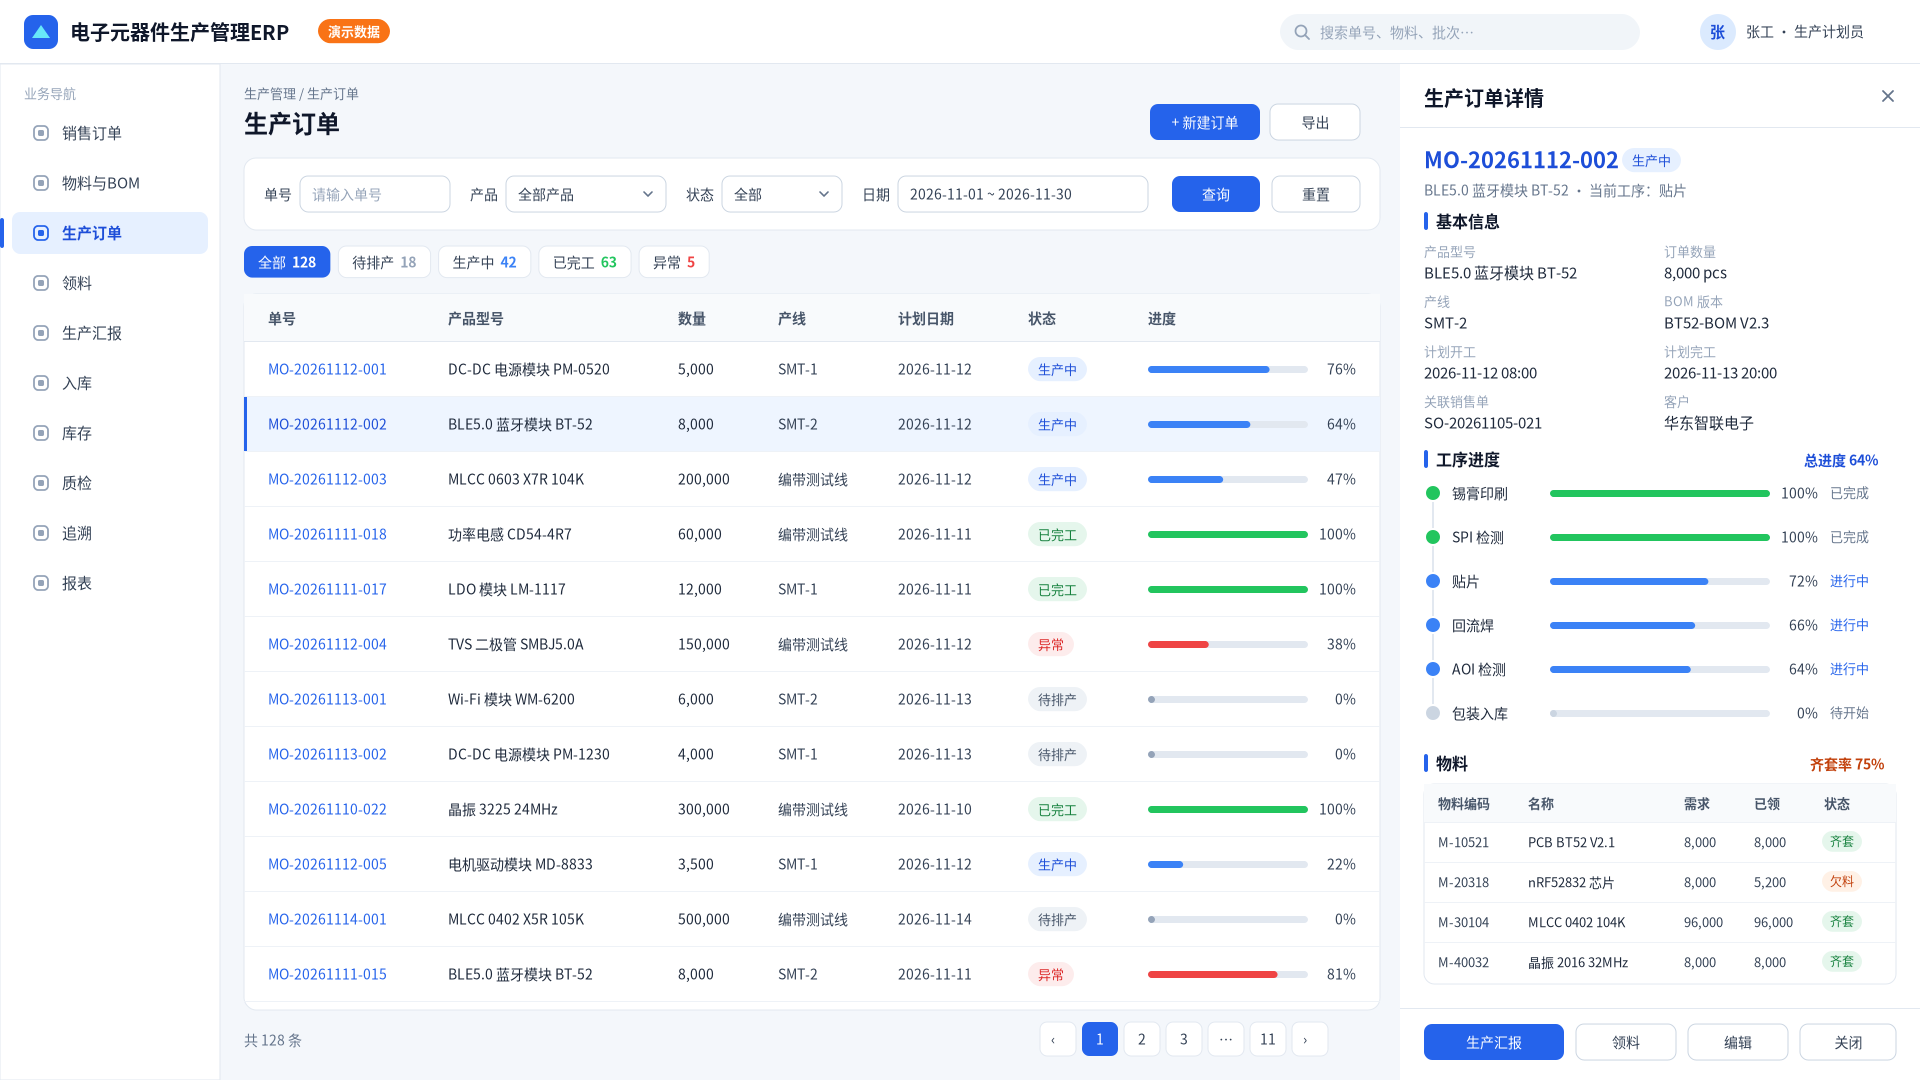 电子元器件生产管理ERP 演示数据 搜索单号、物料、批次… 张 张工 · 生产计划员
业务导航
销售订单
物料与BOM
生产订单
领料
生产汇报
入库
库存
质检
追溯
报表
生产管理 / 生产订单
生产订单
+ 新建订单 导出
单号 请输入单号 产品 全部产品 状态 全部 日期 2026-11-01 ~ 2026-11-30 查询 重置
全部 128 待排产 18 生产中 42 已完工 63 异常 5
单号 产品型号 数量 产线 计划日期 状态 进度
MO-20261112-001 DC-DC 电源模块 PM-0520 5,000 SMT-1 2026-11-12 生产中 76%
MO-20261112-002 BLE5.0 蓝牙模块 BT-52 8,000 SMT-2 2026-11-12 生产中 64%
MO-20261112-003 MLCC 0603 X7R 104K 200,000 编带测试线 2026-11-12 生产中 47%
MO-20261111-018 功率电感 CD54-4R7 60,000 编带测试线 2026-11-11 已完工 100%
MO-20261111-017 LDO 模块 LM-1117 12,000 SMT-1 2026-11-11 已完工 100%
MO-20261112-004 TVS 二极管 SMBJ5.0A 150,000 编带测试线 2026-11-12 异常 38%
MO-20261113-001 Wi-Fi 模块 WM-6200 6,000 SMT-2 2026-11-13 待排产 0%
MO-20261113-002 DC-DC 电源模块 PM-1230 4,000 SMT-1 2026-11-13 待排产 0%
MO-20261110-022 晶振 3225 24MHz 300,000 编带测试线 2026-11-10 已完工 100%
MO-20261112-005 电机驱动模块 MD-8833 3,500 SMT-1 2026-11-12 生产中 22%
MO-20261114-001 MLCC 0402 X5R 105K 500,000 编带测试线 2026-11-14 待排产 0%
MO-20261111-015 BLE5.0 蓝牙模块 BT-52 8,000 SMT-2 2026-11-11 异常 81%
共 128 条 ‹ 1 2 3 … 11 ›
生产订单详情
MO-20261112-002 生产中
BLE5.0 蓝牙模块 BT-52 · 当前工序：贴片
基本信息
产品型号 订单数量
BLE5.0 蓝牙模块 BT-52 8,000 pcs
产线 BOM 版本
SMT-2 BT52-BOM V2.3
计划开工 计划完工
2026-11-12 08:00 2026-11-13 20:00
关联销售单 客户
SO-20261105-021 华东智联电子
工序进度 总进度 64%
锡膏印刷 100% 已完成
SPI 检测 100% 已完成
贴片 72% 进行中
回流焊 66% 进行中
AOI 检测 64% 进行中
包装入库 0% 待开始
物料 齐套率 75%
物料编码 名称 需求 已领 状态
M-10521 PCB BT52 V2.1 8,000 8,000 齐套
M-20318 nRF52832 芯片 8,000 5,200 欠料
M-30104 MLCC 0402 104K 96,000 96,000 齐套
M-40032 晶振 2016 32MHz 8,000 8,000 齐套
生产汇报 领料 编辑 关闭